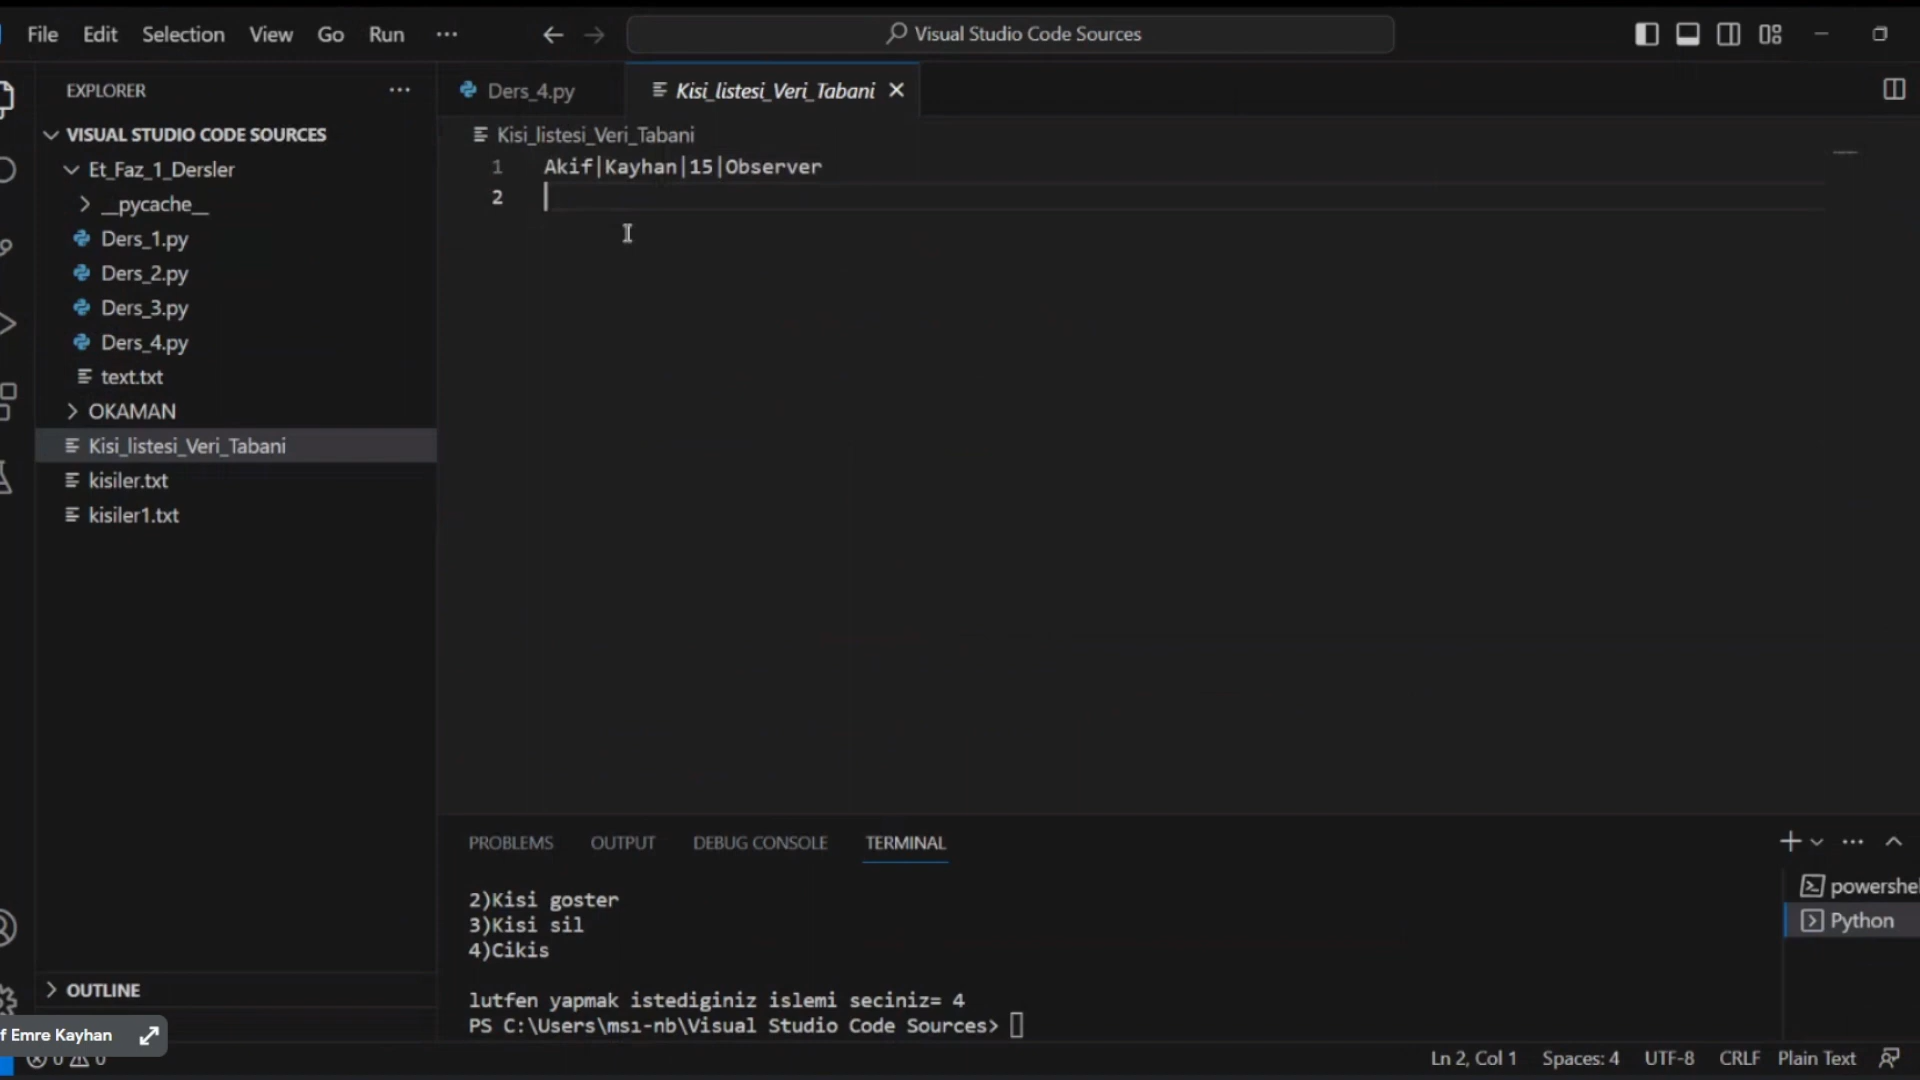 File Edit Selection View Go Run ···
Visual Studio Code Sources
EXPLORER ···
VISUAL STUDIO CODE SOURCES
Et_Faz_1_Dersler
__pycache__
Ders_1.py
Ders_2.py
Ders_3.py
Ders_4.py
text.txt
OKAMAN
Kisi_listesi_Veri_Tabani
kisiler.txt
kisiler1.txt
OUTLINE
Ders_4.py Kisi_listesi_Veri_Tabani
Kisi_listesi_Veri_Tabani
1 Akif|Kayhan|15|Observer
2
PROBLEMS OUTPUT DEBUG CONSOLE TERMINAL
2)Kisi goster
3)Kisi sil
4)Cikis
lutfen yapmak istediginiz islemi seciniz= 4
PS C:\Users\msı-nb\Visual Studio Code Sources>
powershel
Python
f Emre Kayhan
0 0
Ln 2, Col 1 Spaces: 4 UTF-8 CRLF Plain Text